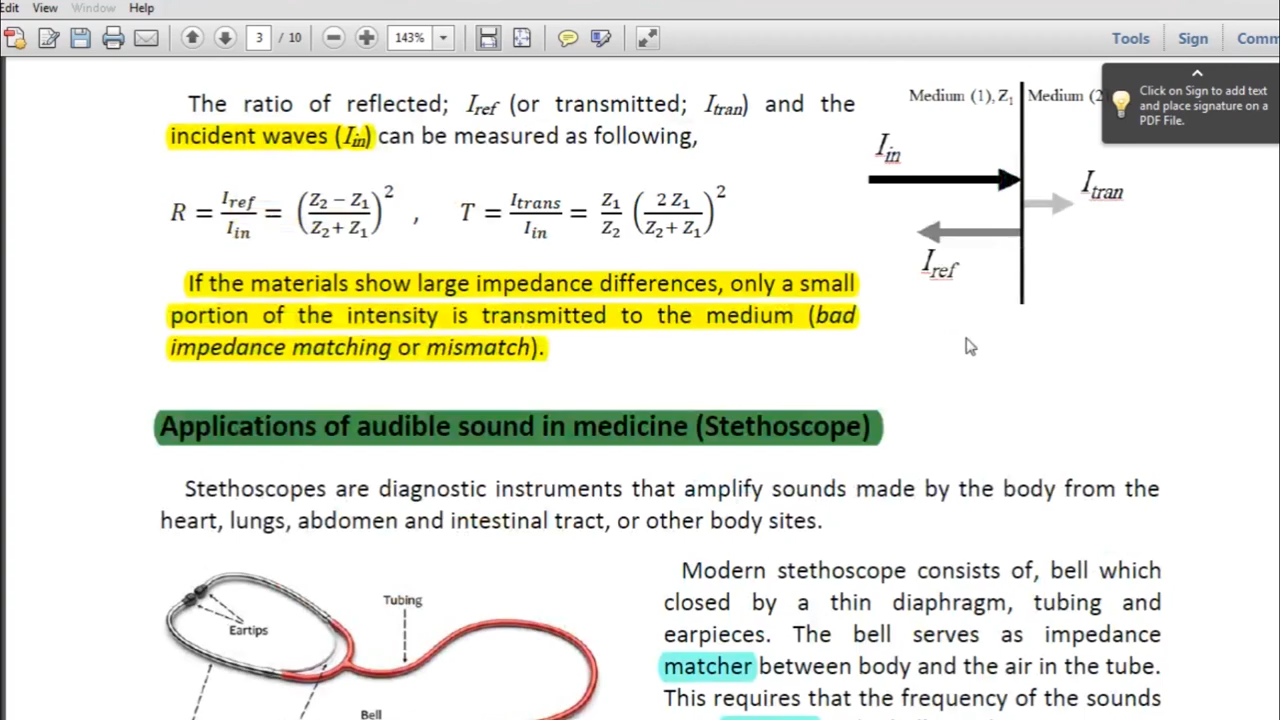 Edit View Window Help
3 / 10 143% Tools Sign Comm
Click on Sign to add text
and place signature on a
PDF File.
The ratio of reflected; Iref (or transmitted; Itran) and the
incident waves (Iin) can be measured as following,
R = Iref/Iin = ((Z2 − Z1)/(Z2 + Z1))^2 , T = Itrans/Iin = Z1/Z2 (2 Z1/(Z2 + Z1))^2
Medium (1), Z1 Medium (2
Iin
Itran
Iref
If the materials show large impedance differences, only a small
portion of the intensity is transmitted to the medium (bad
impedance matching or mismatch).
Applications of audible sound in medicine (Stethoscope)
Stethoscopes are diagnostic instruments that amplify sounds made by the body from the
heart, lungs, abdomen and intestinal tract, or other body sites.
Tubing
Eartips
Bell
Modern stethoscope consists of, bell which
closed by a thin diaphragm, tubing and
earpieces. The bell serves as impedance
matcher between body and the air in the tube.
This requires that the frequency of the sounds